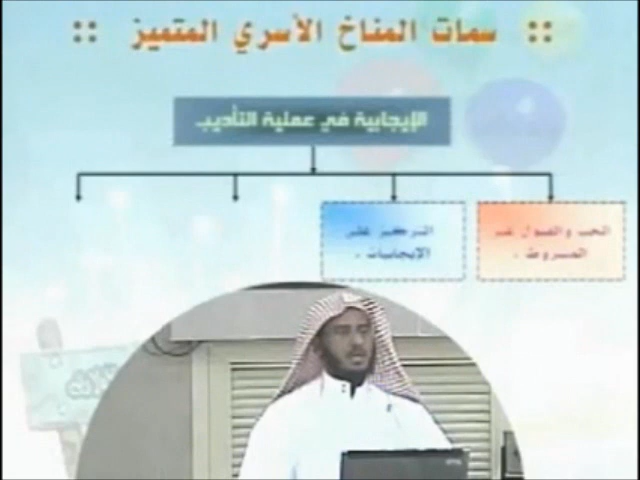 :: سمات المناخ الأسري المتميز ::
الإيجابية في عملية التأديب
الحب والقبول غير
المشروط .
التركيز على
الإيجابيات .